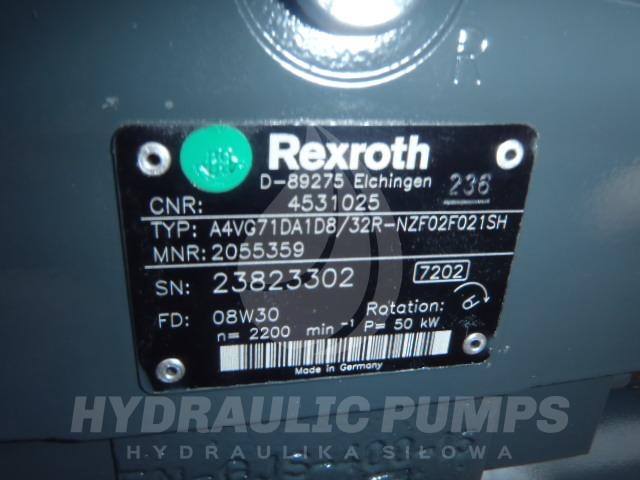 R
Rexroth
D-89275 Elchingen 236
CNR: 4531025
TYP: A4VG71DA1D8/32R-NZF02F021SH
MNR: 2055359
SN: 23823302 7202
FD: 08W30 Rotation:
n= 2200 min⁻¹ P= 50 kW
Made in Germany
HYDRAULIC PUMPS
HYDRAULIKA SIŁOWA